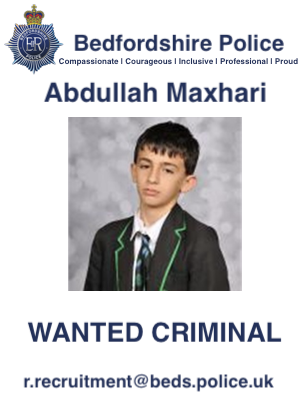 Bedfordshire Police
Compassionate | Courageous | Inclusive | Professional | Proud
Abdullah Maxhari
WANTED CRIMINAL
r.recruitment@beds.police.uk